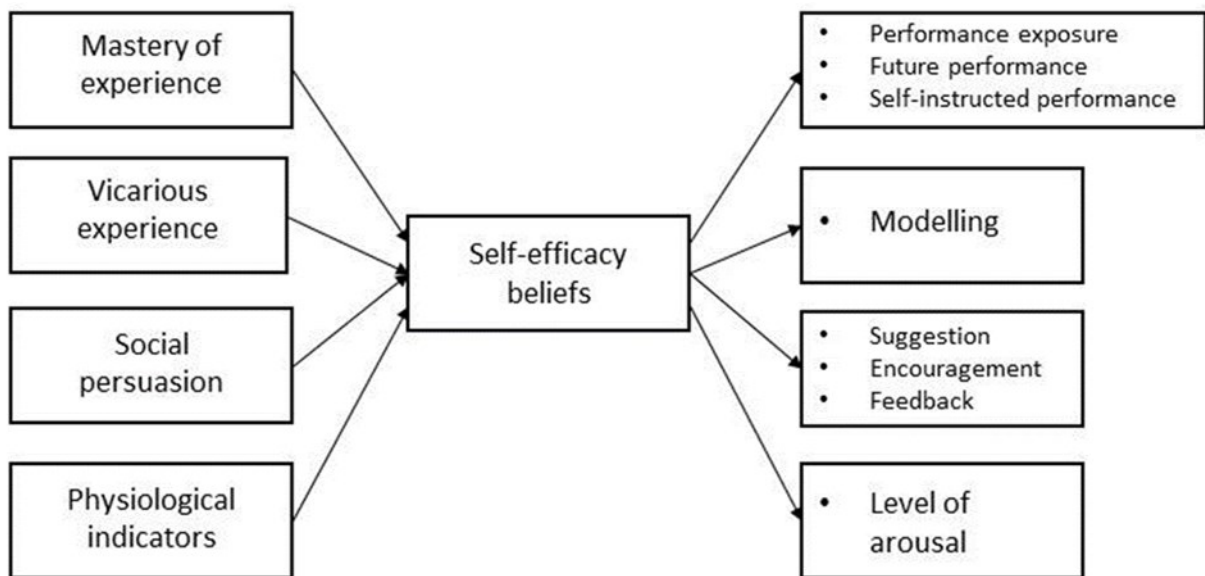 Mastery of
experience
Vicarious
experience
Social
persuasion
Physiological
indicators
Self-efficacy
beliefs
• Performance exposure
• Future performance
• Self-instructed performance
• Modelling
• Suggestion
• Encouragement
• Feedback
• Level of
arousal